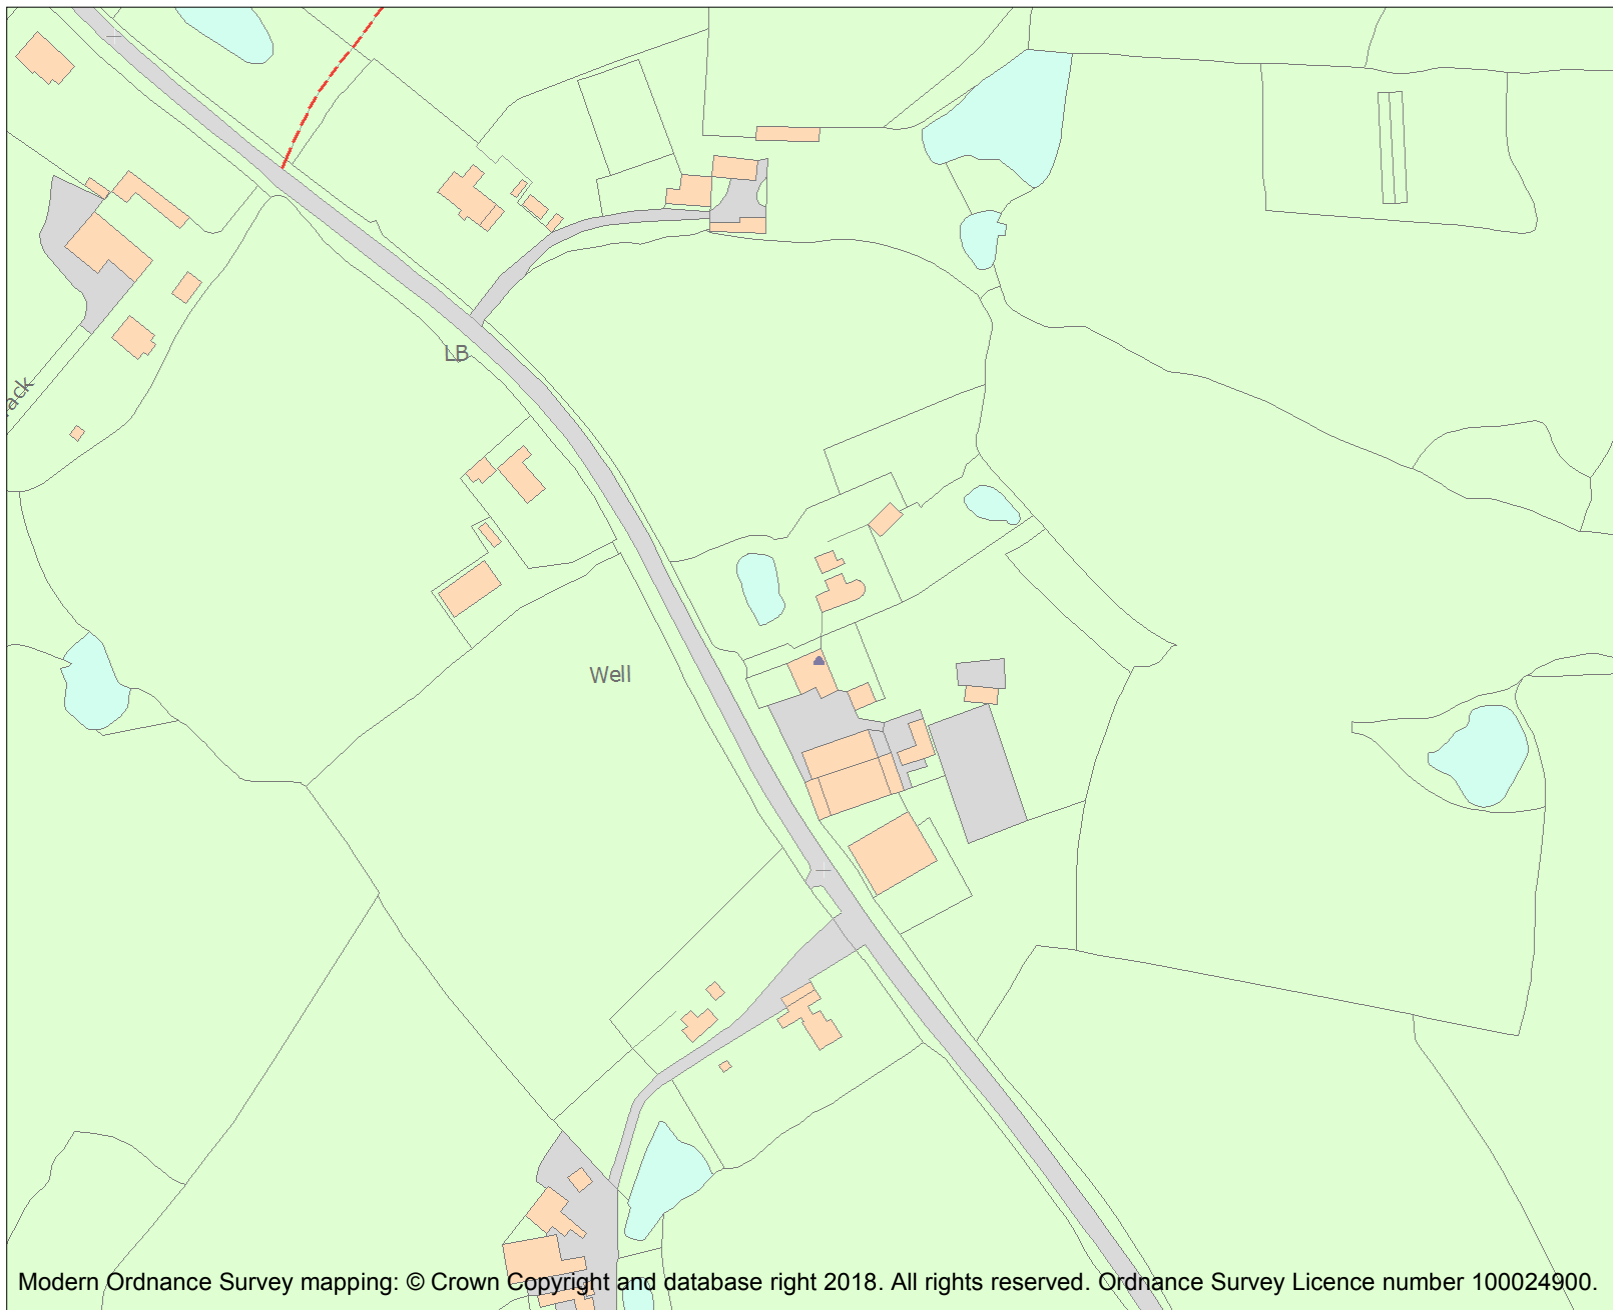 LB
ack
Well
Modern Ordnance Survey mapping: © Crown Copyright and database right 2018. All rights reserved. Ordnance Survey Licence number 100024900.